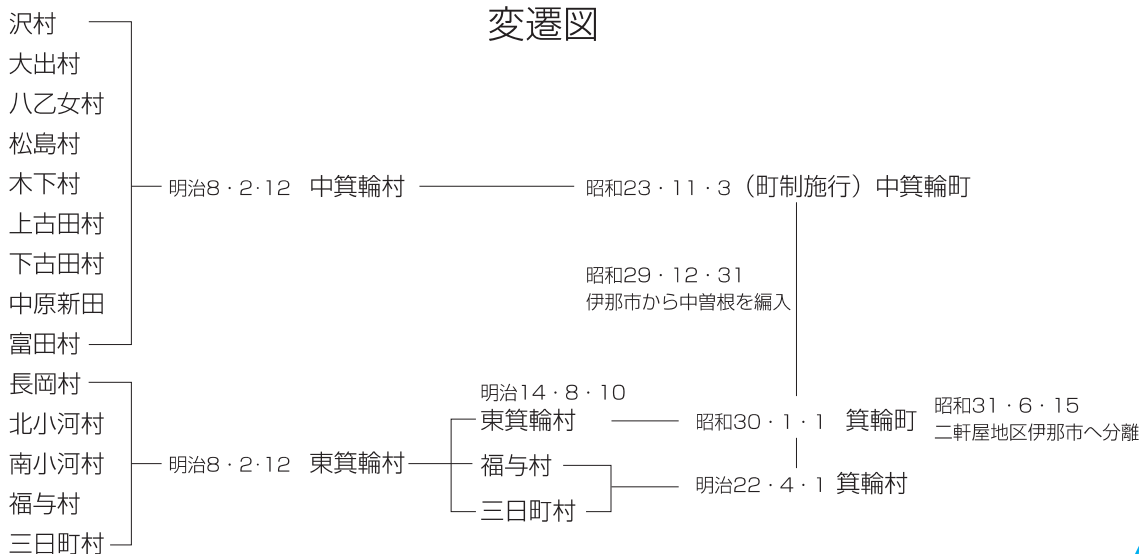 変遷図
沢村
大出村
八乙女村
松島村
木下村
上古田村
下古田村
中原新田
富田村
明治8・2・12 中箕輪村
昭和23・11・3（町制施行）中箕輪町
昭和29・12・31
伊那市から中曽根を編入
長岡村
北小河村
南小河村
福与村
三日町村
明治8・2・12 東箕輪村
明治14・8・10
東箕輪村
福与村
三日町村
昭和30・1・1 箕輪町
昭和31・6・15
二軒屋地区伊那市へ分離
明治22・4・1 箕輪村